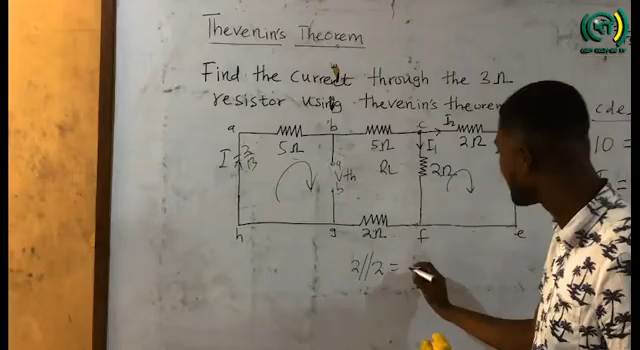 Thevenin's Theorem
Find the current through the 3Ω
resistor using thevenin's theorem
a b c I₂
5Ω 5Ω 2Ω
I I₁
a
Vth RL 2Ω
b
h g 2Ω f e
2//2 =
cde
10 =